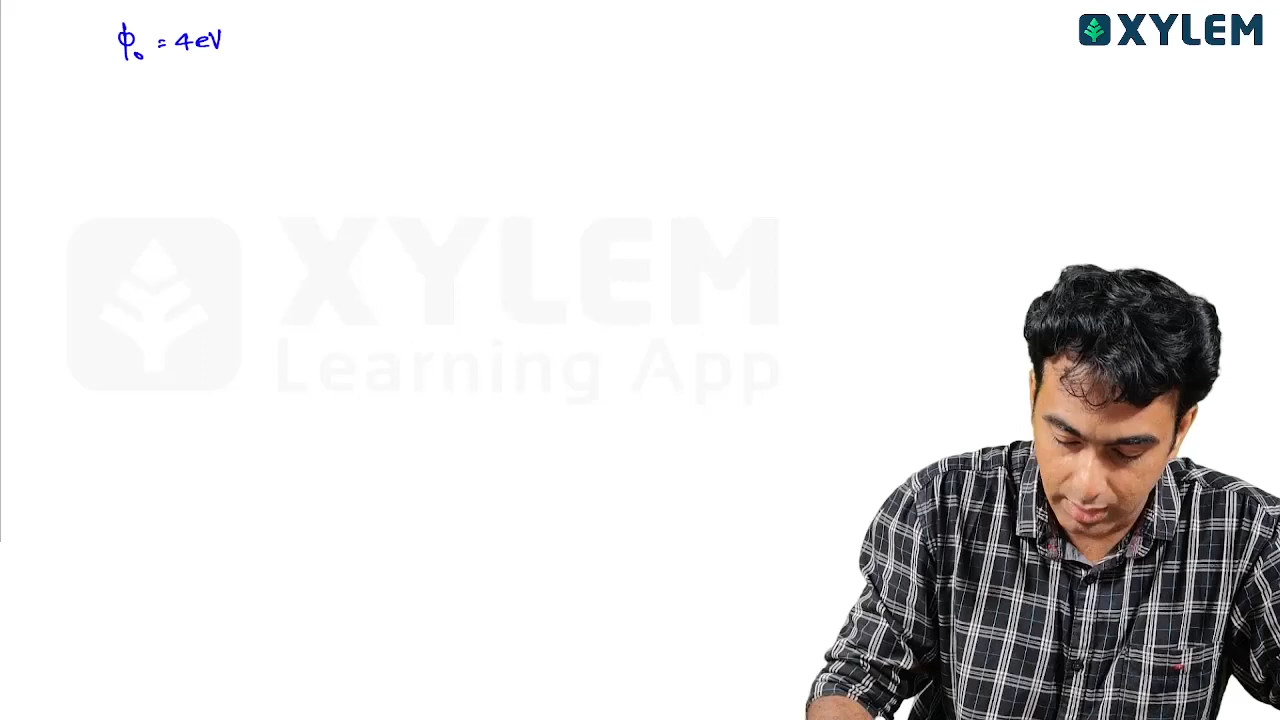 ϕ₀ = 4eV
XYLEM
XYLEM
Learning App